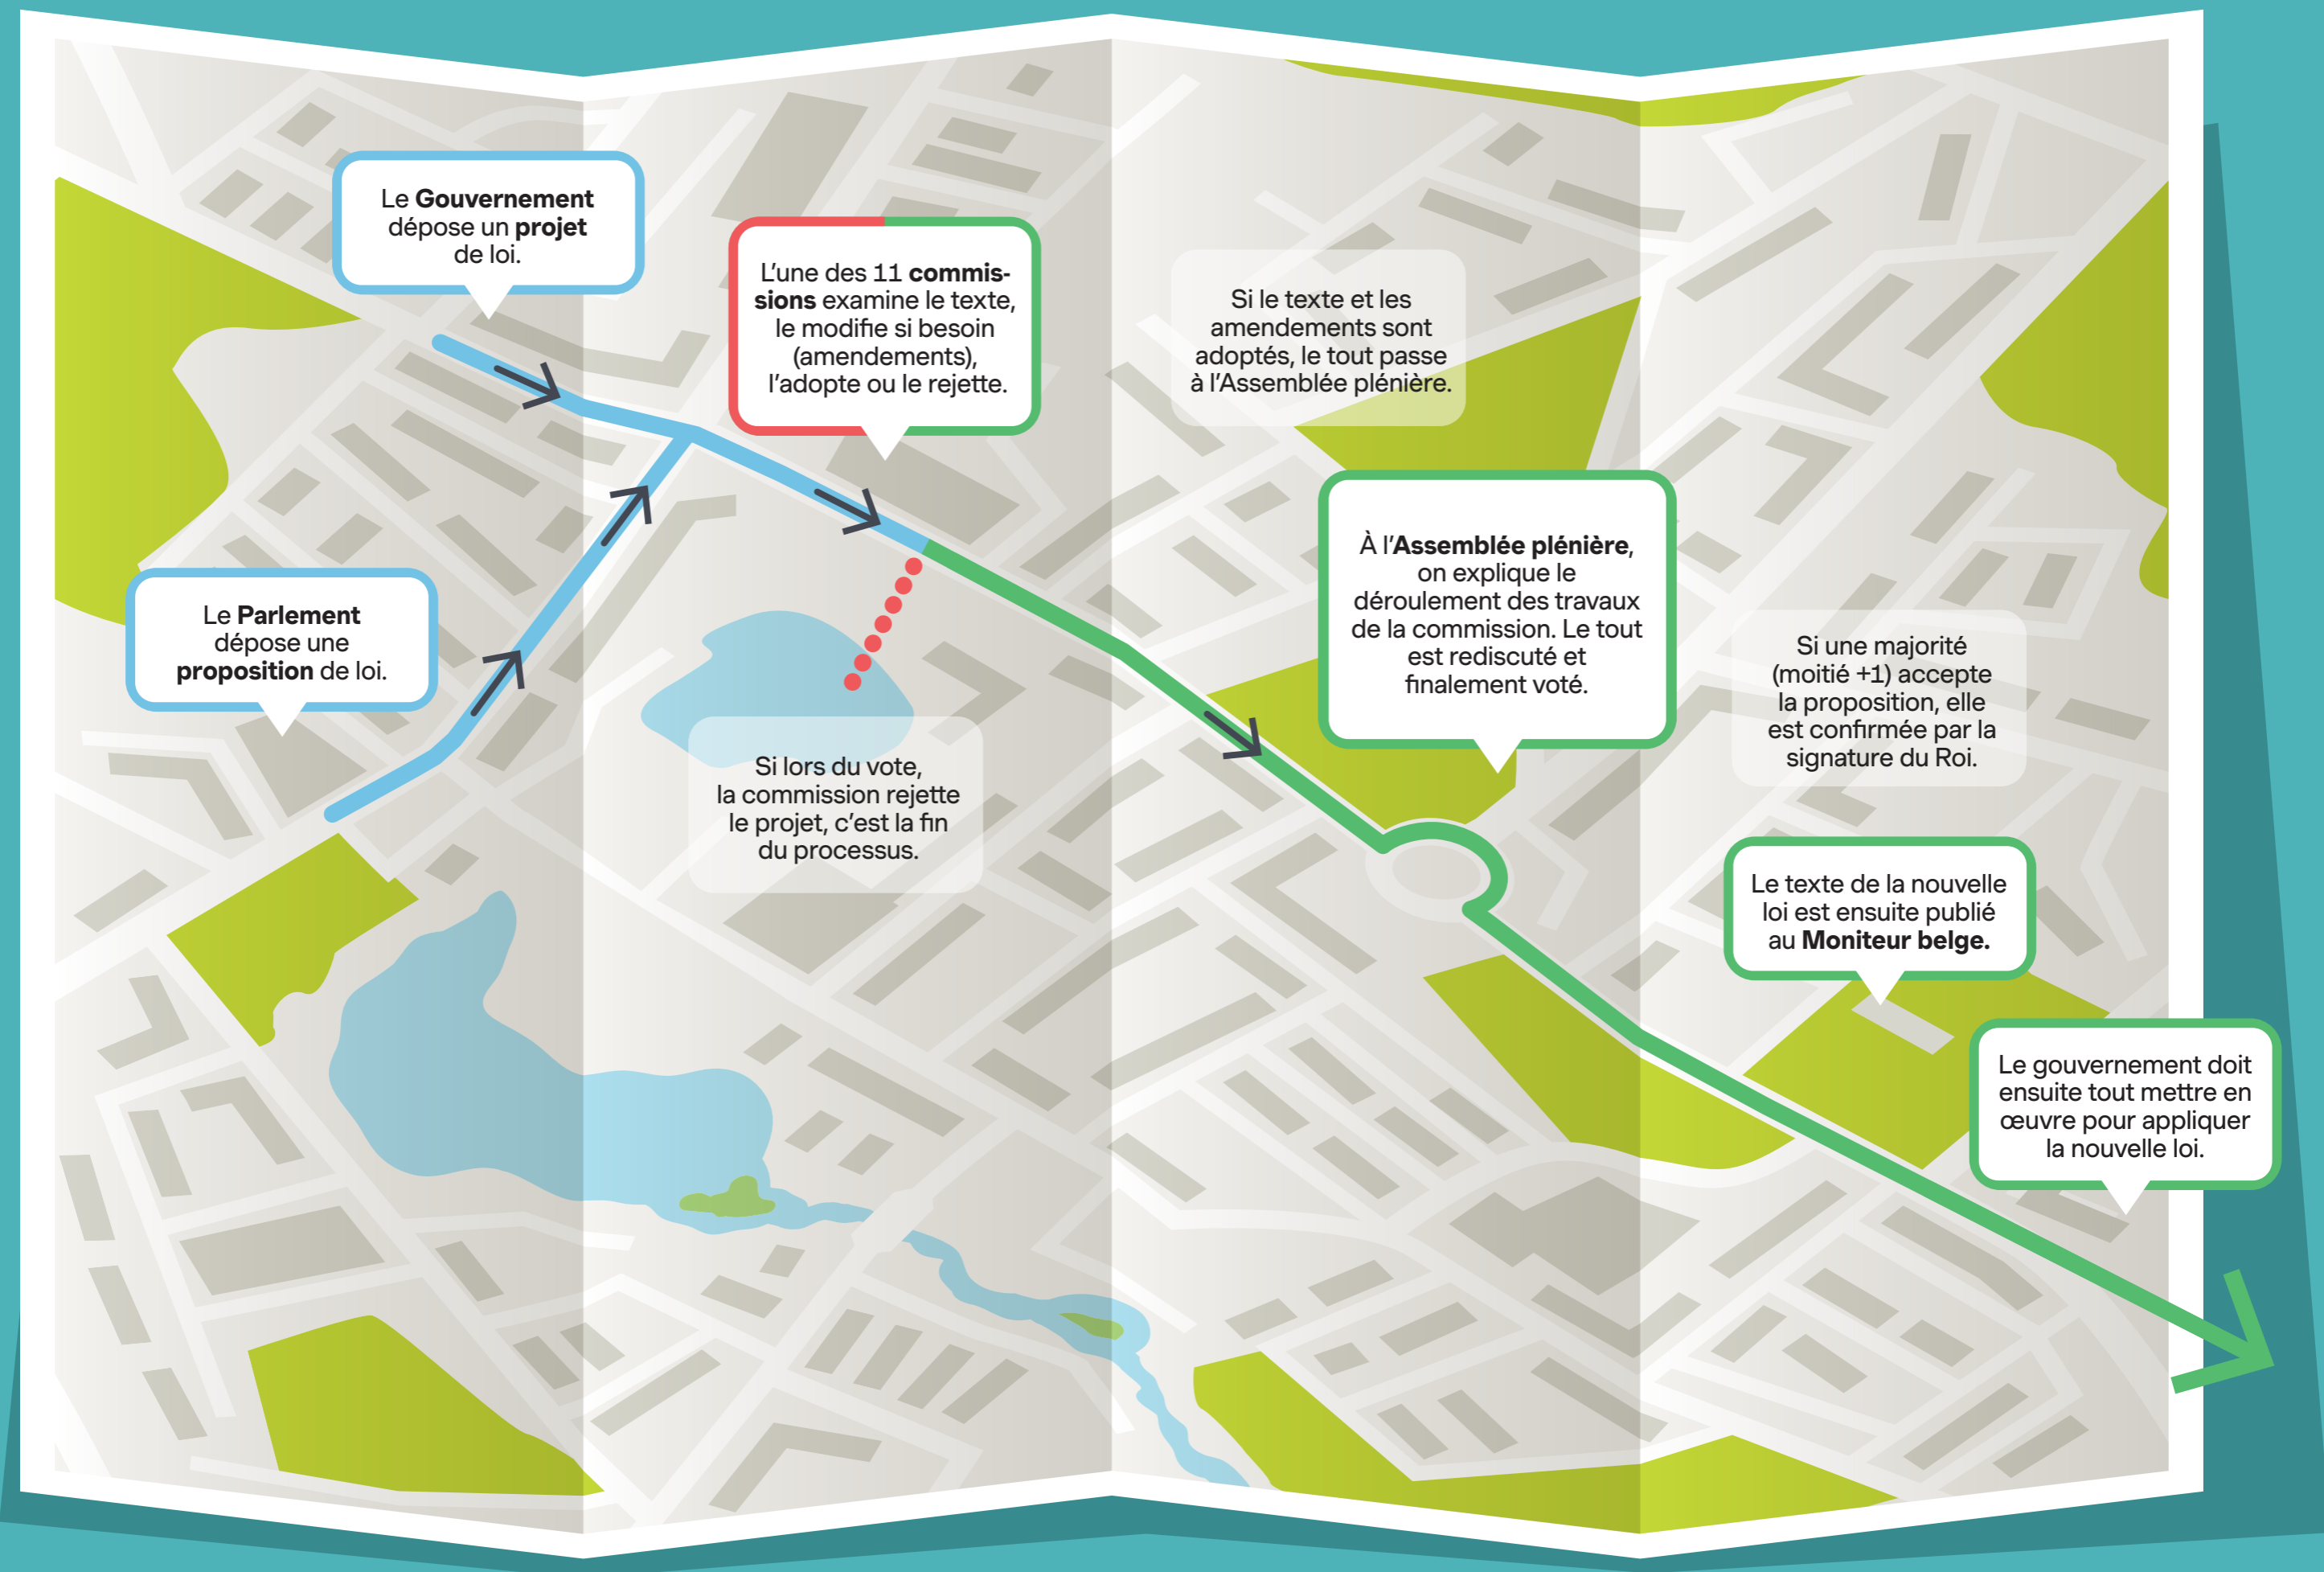 Le Gouvernement
dépose un projet
de loi.
L'une des 11 commis-
sions examine le texte,
le modifie si besoin
(amendements),
l'adopte ou le rejette.
Si le texte et les
amendements sont
adoptés, le tout passe
à l'Assemblée plénière.
Le Parlement
dépose une
proposition de loi.
Si lors du vote,
la commission rejette
le projet, c'est la fin
du processus.
À l'Assemblée plénière,
on explique le
déroulement des travaux
de la commission. Le tout
est rediscuté et
finalement voté.
Si une majorité
(moitié +1) accepte
la proposition, elle
est confirmée par la
signature du Roi.
Le texte de la nouvelle
loi est ensuite publié
au Moniteur belge.
Le gouvernement doit
ensuite tout mettre en
œuvre pour appliquer
la nouvelle loi.